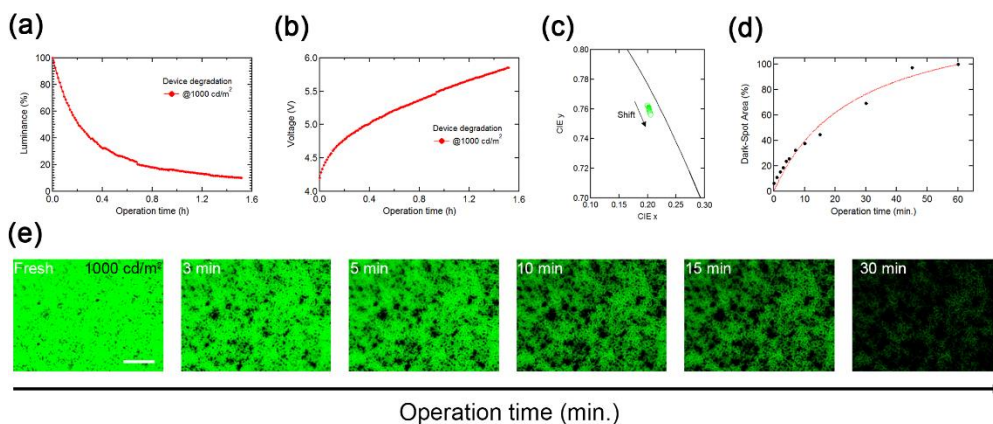 (a)
Luminance (%)
100
80
60
40
20
0
Device degradation
@1000 cd/m²
0.0 0.4 0.8 1.2 1.6
Operation time (h)
(b)
Voltage (V)
6.0
5.5
5.0
4.5
4.0
Device degradation
@1000 cd/m²
0.0 0.4 0.8 1.2 1.6
Operation time (h)
(c)
CIE y
0.80
0.78
0.76
0.74
0.72
0.70
Shift
0.10 0.15 0.20 0.25 0.30
CIE x
(d)
Dark-Spot Area (%)
100
80
60
40
20
0
0 10 20 30 40 50 60
Operation time (min.)
(e)
Fresh 1000 cd/m² 3 min 5 min 10 min 15 min 30 min
Operation time (min.)